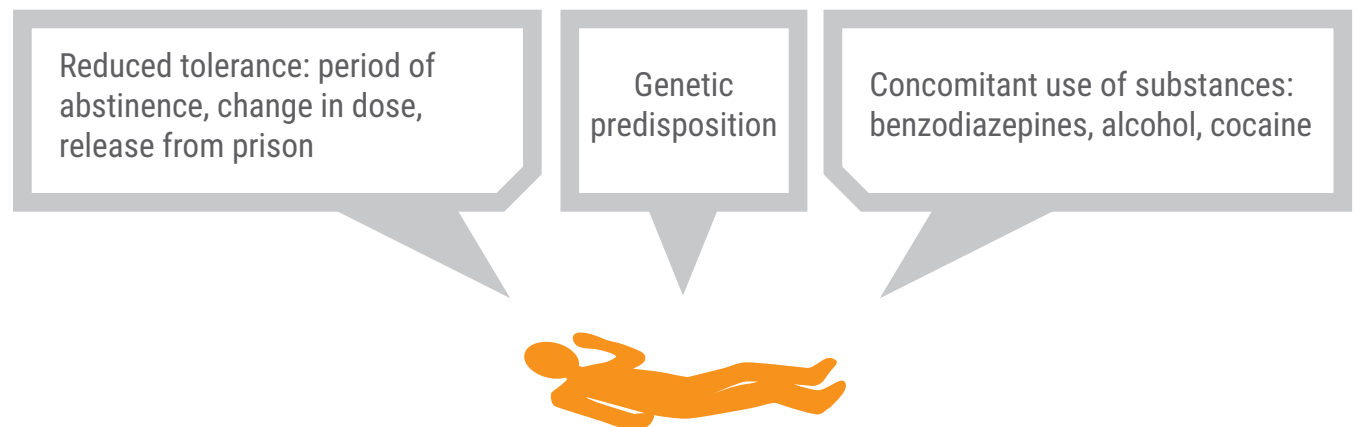 Reduced tolerance: period of
abstinence, change in dose,
release from prison
Genetic
predisposition
Concomitant use of substances:
benzodiazepines, alcohol, cocaine